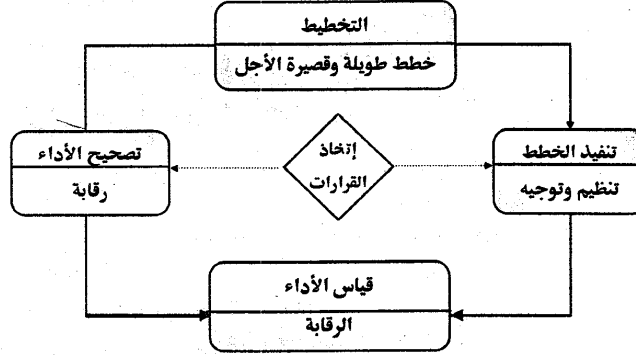 التخطيط
خطط طويلة وقصيرة الأجل
تنفيذ الخطط
تنظيم وتوجيه
إتخاذ
القرارات
تصحيح الأداء
رقابة
قياس الأداء
الرقابة